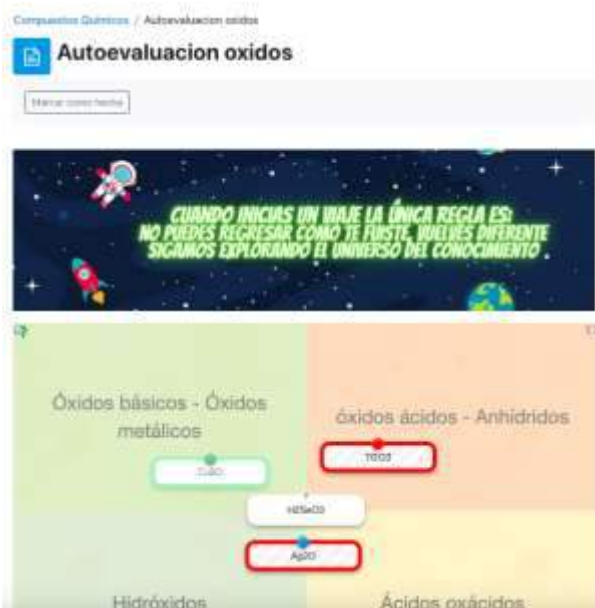 Compuestos Químicos / Autoevaluacion oxidos
Autoevaluacion oxidos
Marcar como hecha
CUANDO INICIAS UN VIAJE LA ÚNICA REGLA ES:
NO PUEDES REGRESAR COMO TE FUISTE, VUELVES DIFERENTE
SIGAMOS EXPLORANDO EL UNIVERSO DEL CONOCIMIENTO
Óxidos básicos - Óxidos
metálicos
óxidos ácidos - Anhídridos
H2SeO3
Ag2O
Hidróxidos
Ácidos oxácidos